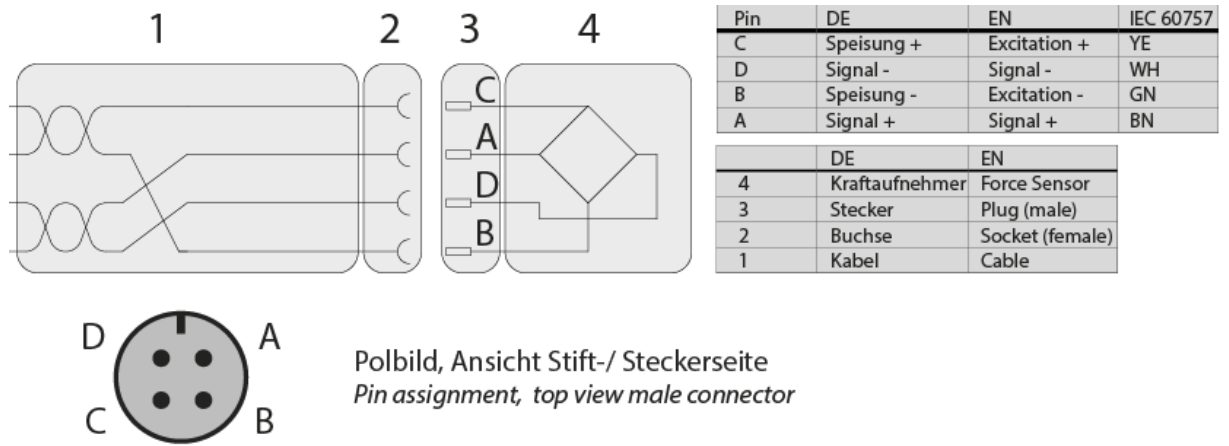 1 2 3 4
C
A
D
B
Pin DE EN IEC 60757
C Speisung + Excitation + YE
D Signal - Signal - WH
B Speisung - Excitation - GN
A Signal + Signal + BN
DE EN
4 Kraftaufnehmer Force Sensor
3 Stecker Plug (male)
2 Buchse Socket (female)
1 Kabel Cable
D A
C B
Polbild, Ansicht Stift-/ Steckerseite
Pin assignment, top view male connector